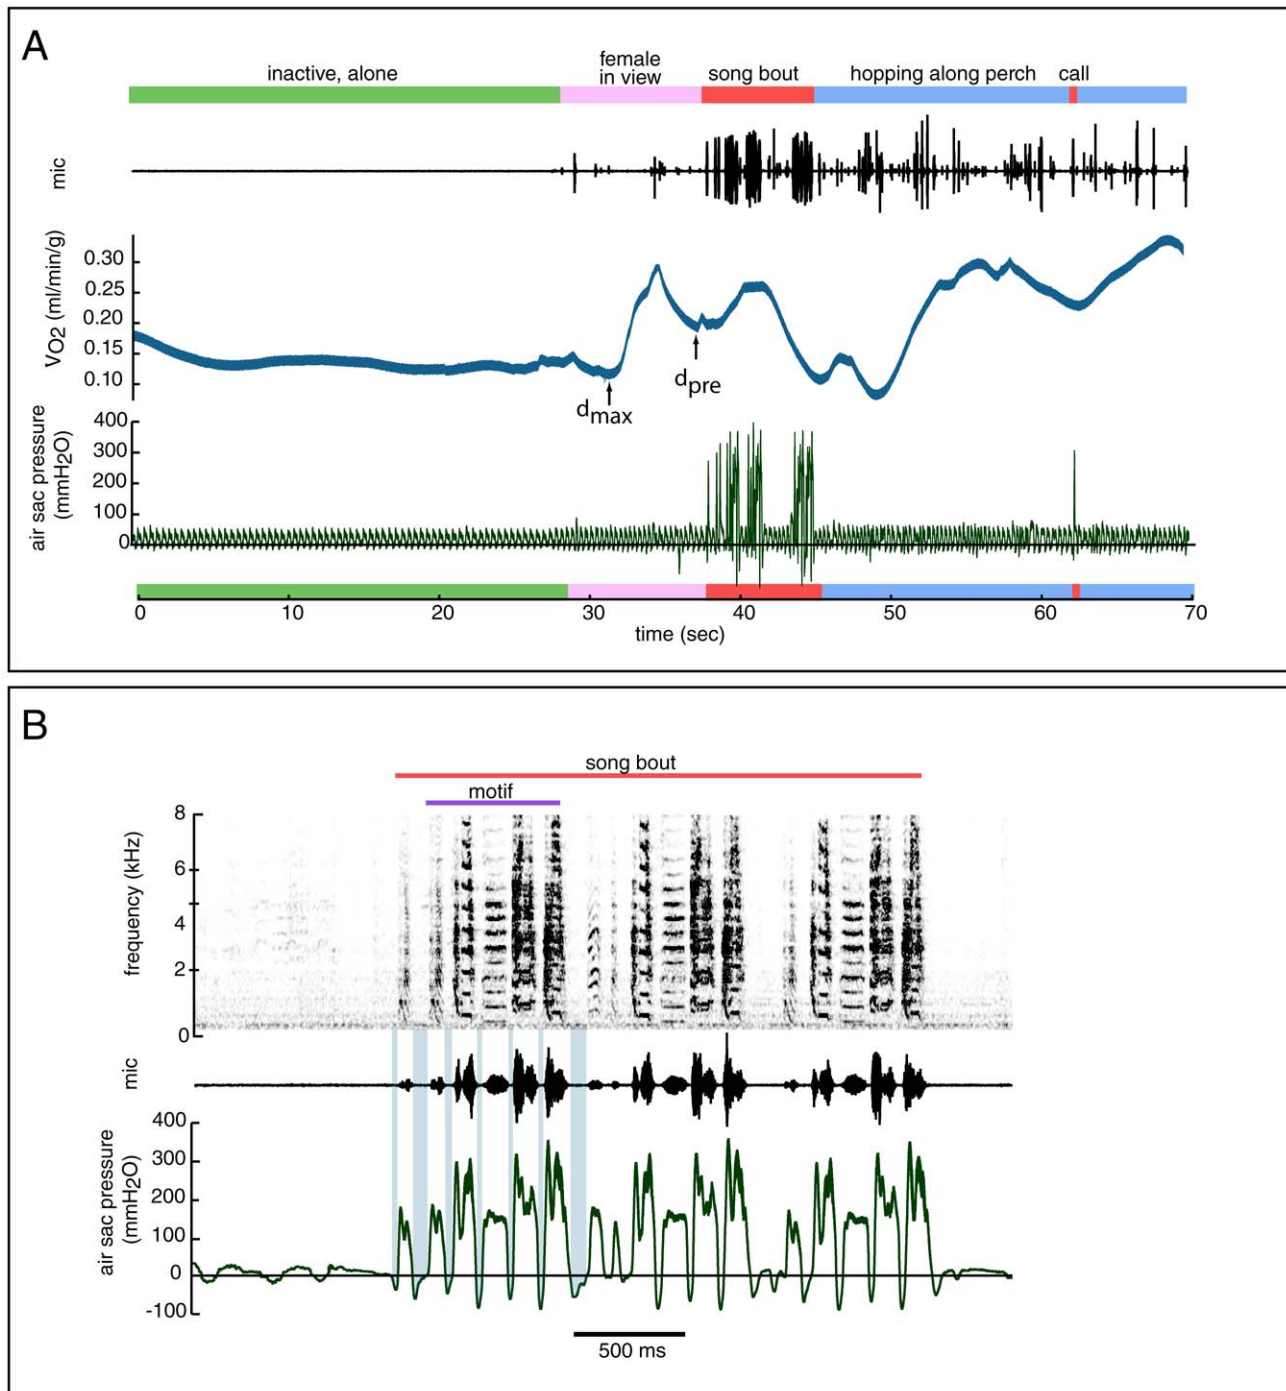 A
inactive, alone
female
in view
song bout
hopping along perch
call
mic
VO2 (ml/min/g)
0.30
0.25
0.20
0.15
0.10
dmax
dpre
air sac pressure
(mmH2O)
400
300
200
100
0
0 10 20 30 40 50 60 70
time (sec)
B
song bout
motif
frequency (kHz)
8
6
4
2
0
mic
air sac pressure
(mmH2O)
400
300
200
100
0
-100
500 ms